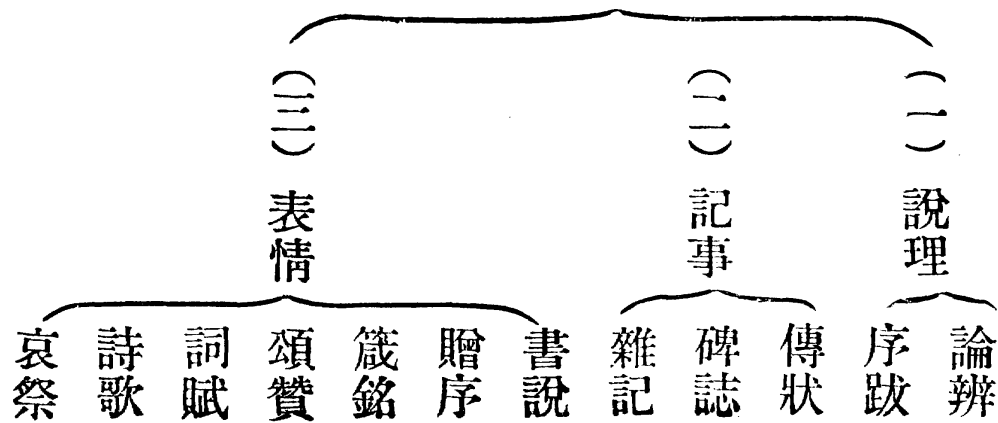 （一）說理
論辨
序跋
（二）記事
傳狀
碑誌
雜記
（三）表情
書說
贈序
箴銘
頌贊
詞賦
詩歌
哀祭